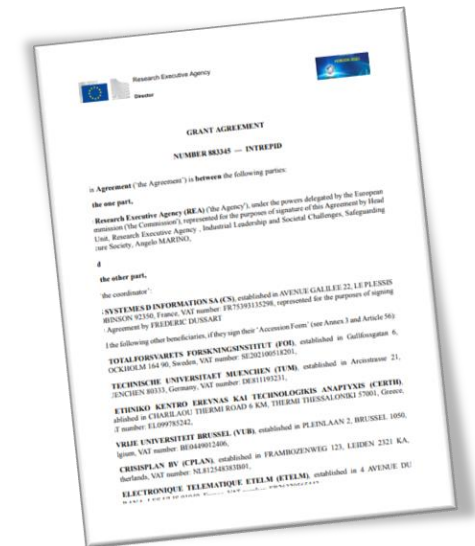 Research Executive Agency
Director
GRANT AGREEMENT
NUMBER 883345 — INTREPID
is Agreement ('the Agreement') is between the following parties:
the one part,
Research Executive Agency (REA) ('the Agency'), under the powers delegated by the European
mmission ('the Commission'), represented for the purposes of signature of this Agreement by Head
Unit, Research Executive Agency , Industrial Leadership and Societal Challenges, Safeguarding
ure Society, Angelo MARINO,
d
the other part,
'the coordinator':
SYSTEMES D INFORMATION SA (CS), established in AVENUE GALILEE 22, LE PLESSIS
BINSON 92350, France, VAT number: FR75393135298, represented for the purposes of signing
Agreement by FREDERIC DUSSART
the following other beneficiaries, if they sign their 'Accession Form' (see Annex 3 and Article 56):
TOTALFORSVARETS FORSKNINGSINSTITUT (FOI), established in Gullfossgatan 6,
OCKHOLM 164 90, Sweden, VAT number: SE202100518201,
TECHNISCHE UNIVERSITAET MUENCHEN (TUM), established in Arcisstrasse 21,
ENCHEN 80333, Germany, VAT number: DE811193231,
ETHNIKO KENTRO EREVNAS KAI TECHNOLOGIKIS ANAPTYXIS (CERTH),
ablished in CHARILAOU THERMI ROAD 6 KM, THERMI THESSALONIKI 57001, Greece,
T number: EL099785242,
VRIJE UNIVERSITEIT BRUSSEL (VUB), established in PLEINLAAN 2, BRUSSEL 1050,
lgium, VAT number: BE0449012406,
CRISISPLAN BV (CPLAN), established in FRAMBOZENWEG 123, LEIDEN 2321 KA,
therlands, VAT number: NL812548383B01,
ELECTRONIQUE TELEMATIQUE ETELM (ETELM), established in 4 AVENUE DU